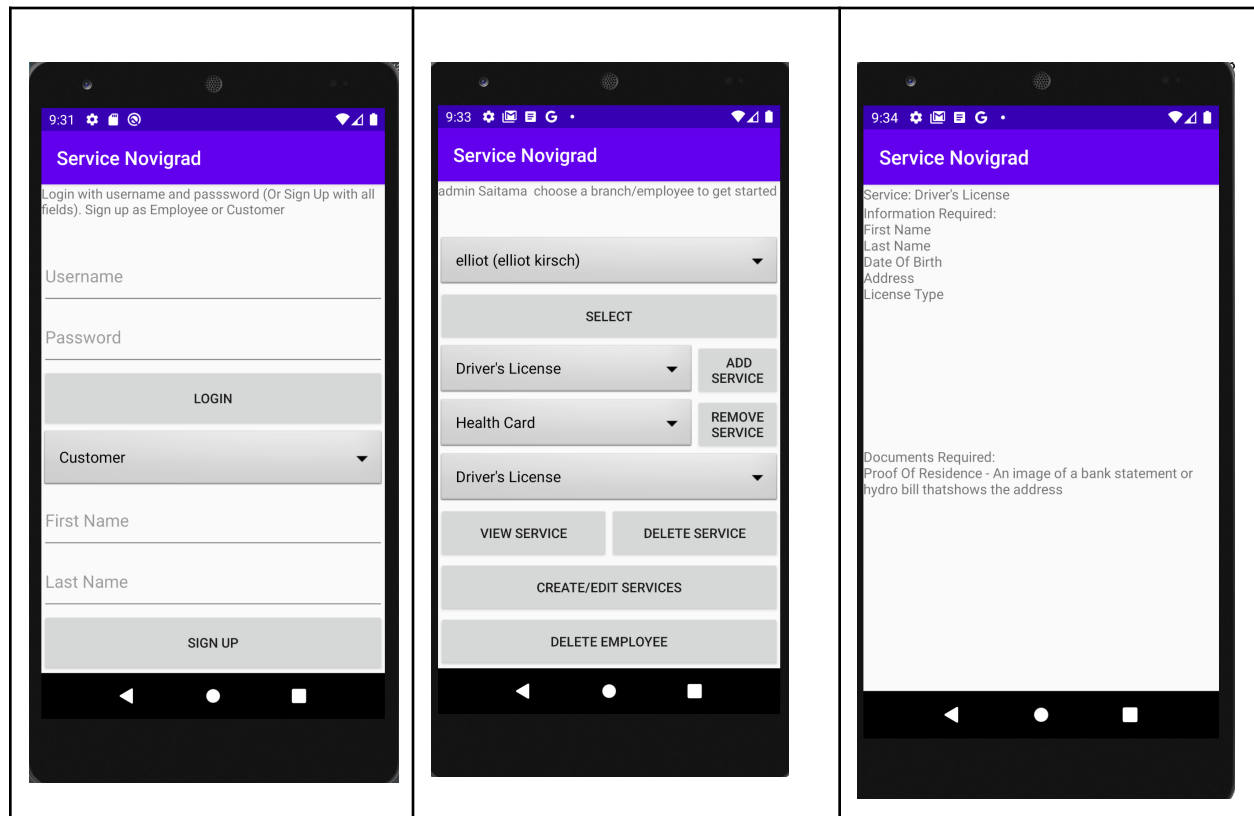 9:31
Service Novigrad
Login with username and passsword (Or Sign Up with all
fields). Sign up as Employee or Customer
Username
Password
LOGIN
Customer
First Name
Last Name
SIGN UP
9:33
Service Novigrad
admin Saitama  choose a branch/employee to get started
elliot (elliot kirsch)
SELECT
Driver's License
ADD
SERVICE
Health Card
REMOVE
SERVICE
Driver's License
VIEW SERVICE
DELETE SERVICE
CREATE/EDIT SERVICES
DELETE EMPLOYEE
9:34
Service Novigrad
Service: Driver's License
Information Required:
First Name
Last Name
Date Of Birth
Address
License Type
Documents Required:
Proof Of Residence - An image of a bank statement or
hydro bill thatshows the address